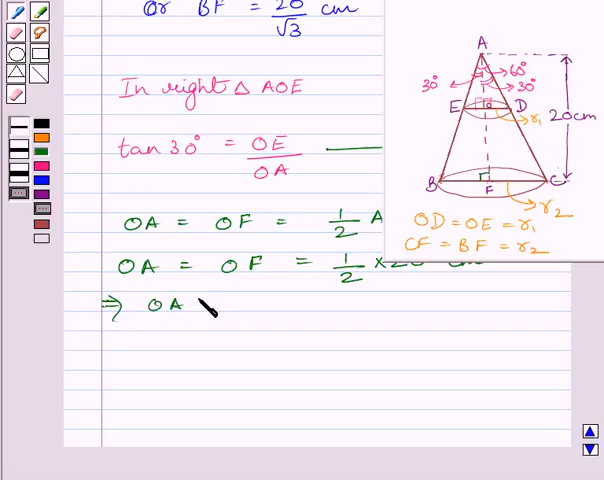 Or BF = 20/√3 cm
In right △ AOE
tan 30° = OE/OA
OA = OF = 1/2 A
OA = OF = 1/2 ×
⇒ OA
A
60°
30°
30°
E
O
D
r₁
20cm
B
F
C
r₂
OD = OE = r₁
CF = BF = r₂